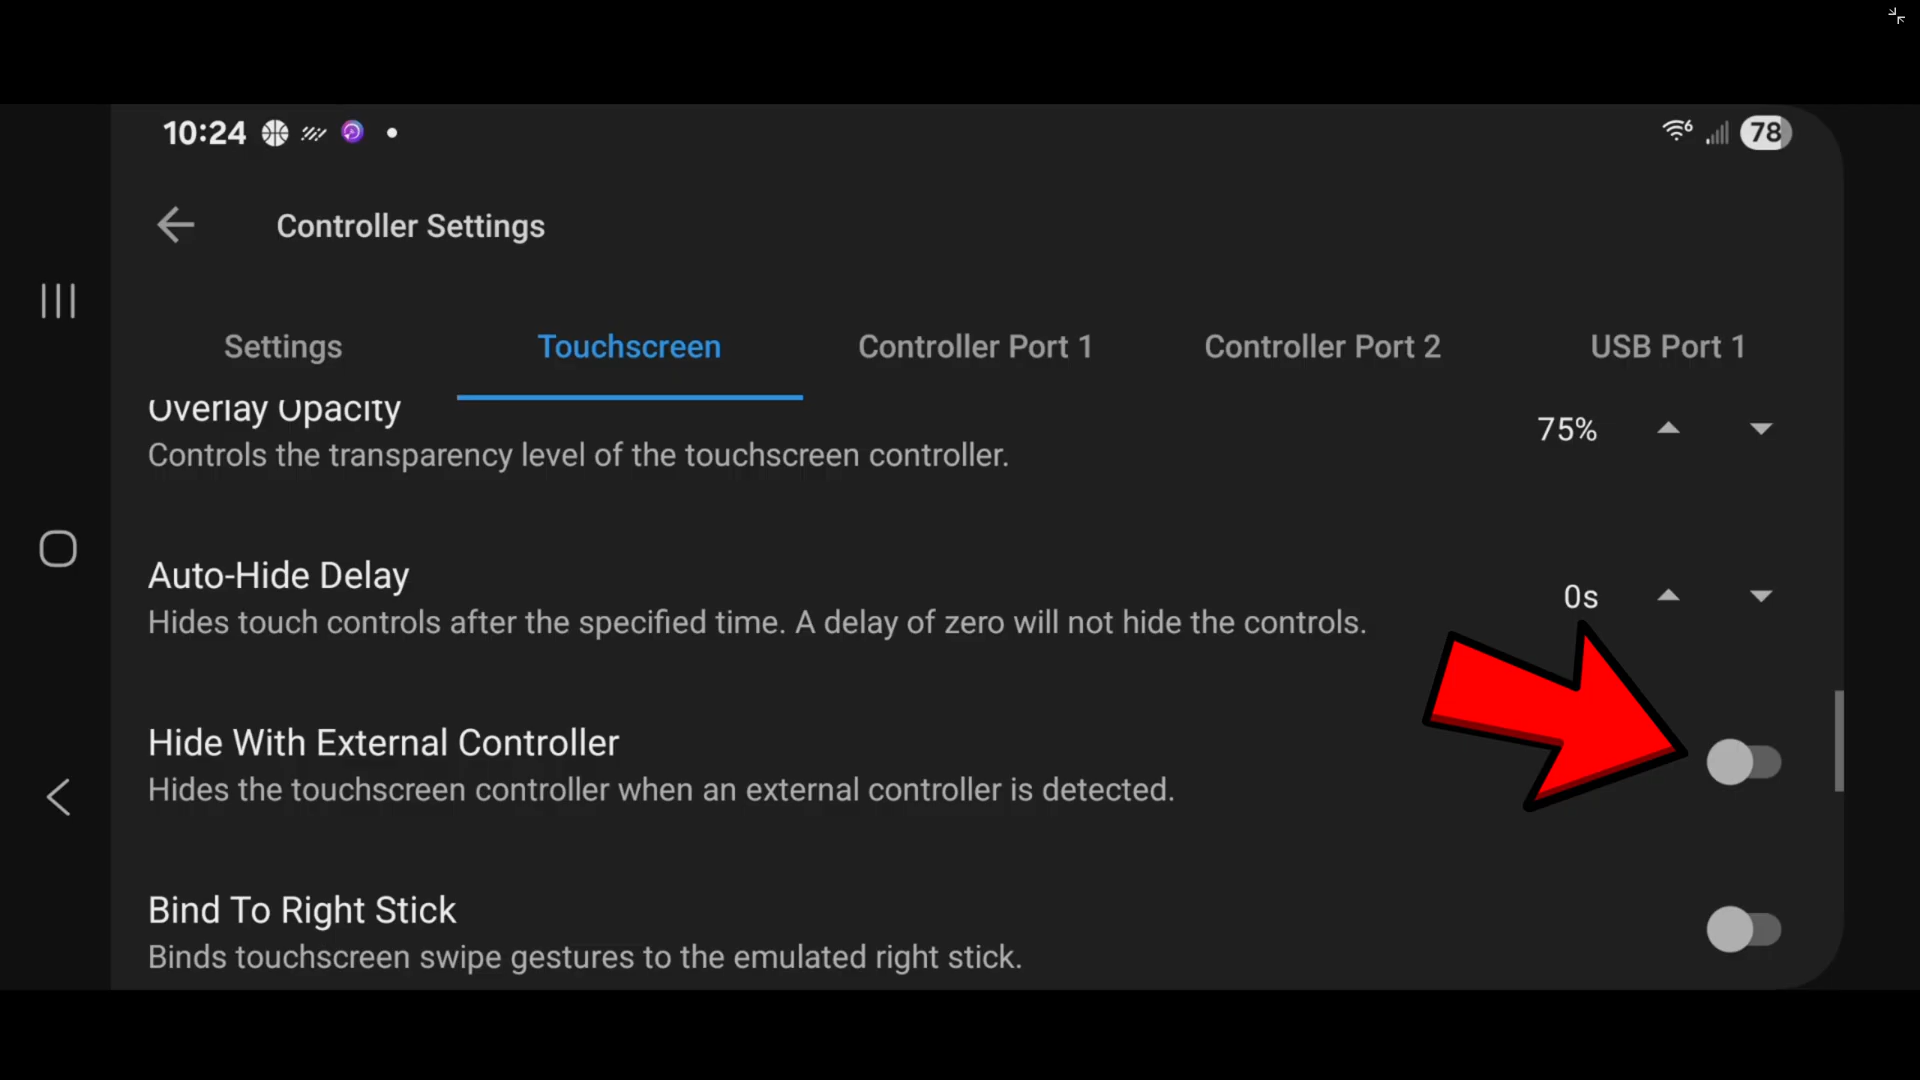 10:24
6
78
Controller Settings
Settings
Touchscreen
Controller Port 1
Controller Port 2
USB Port 1
Overlay Opacity
75%
Controls the transparency level of the touchscreen controller.
Auto-Hide Delay
0s
Hides touch controls after the specified time. A delay of zero will not hide the controls.
Hide With External Controller
Hides the touchscreen controller when an external controller is detected.
Bind To Right Stick
Binds touchscreen swipe gestures to the emulated right stick.